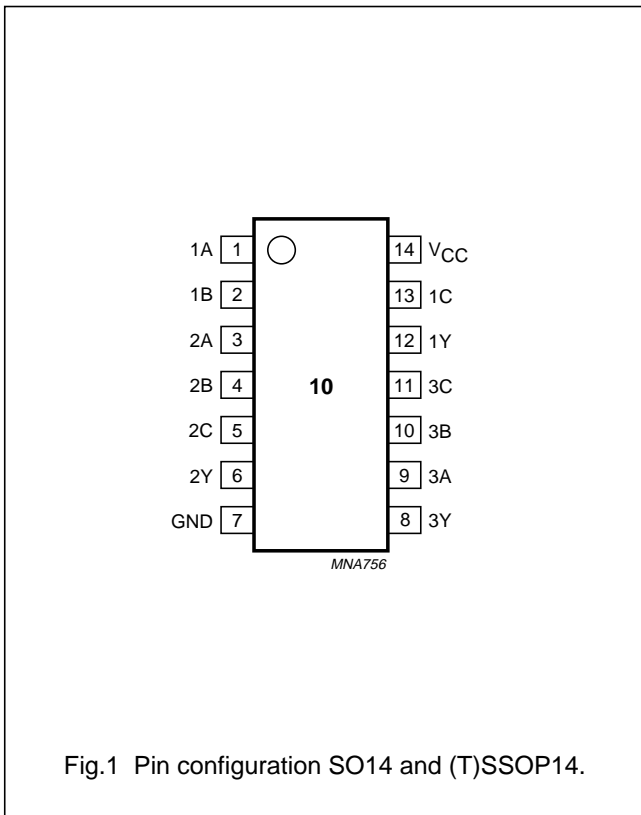 1A 1 14 VCC
1B 2 13 1C
2A 3 12 1Y
2B 4 10 11 3C
2C 5 10 3B
2Y 6 9 3A
GND 7 8 3Y
MNA756
Fig.1 Pin configuration SO14 and (T)SSOP14.